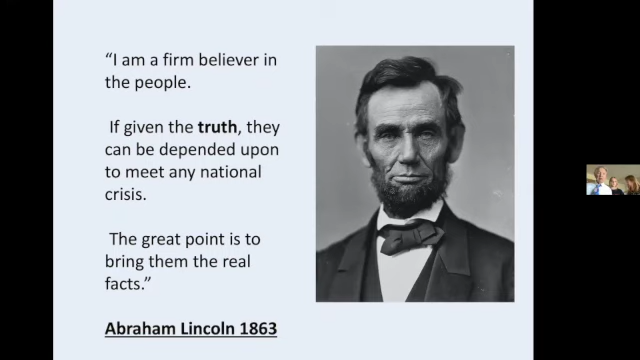 “I am a firm believer in
the people.
If given the truth, they
can be depended upon
to meet any national
crisis.
The great point is to
bring them the real
facts.”
Abraham Lincoln 1863